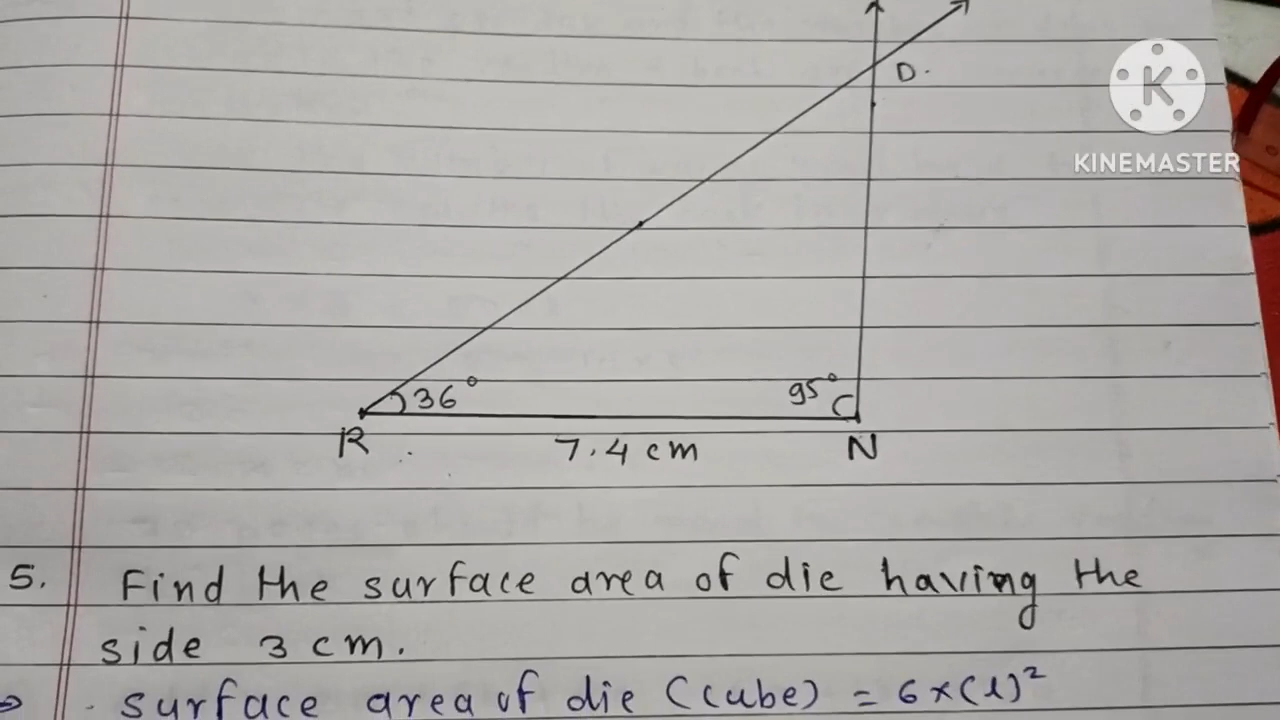 D.
K
KINEMASTER
36°
95°
R
7.4 cm
N
5. Find the surface area of die having the
side 3 cm.
⇒ surface area of die (cube) = 6×(l)²